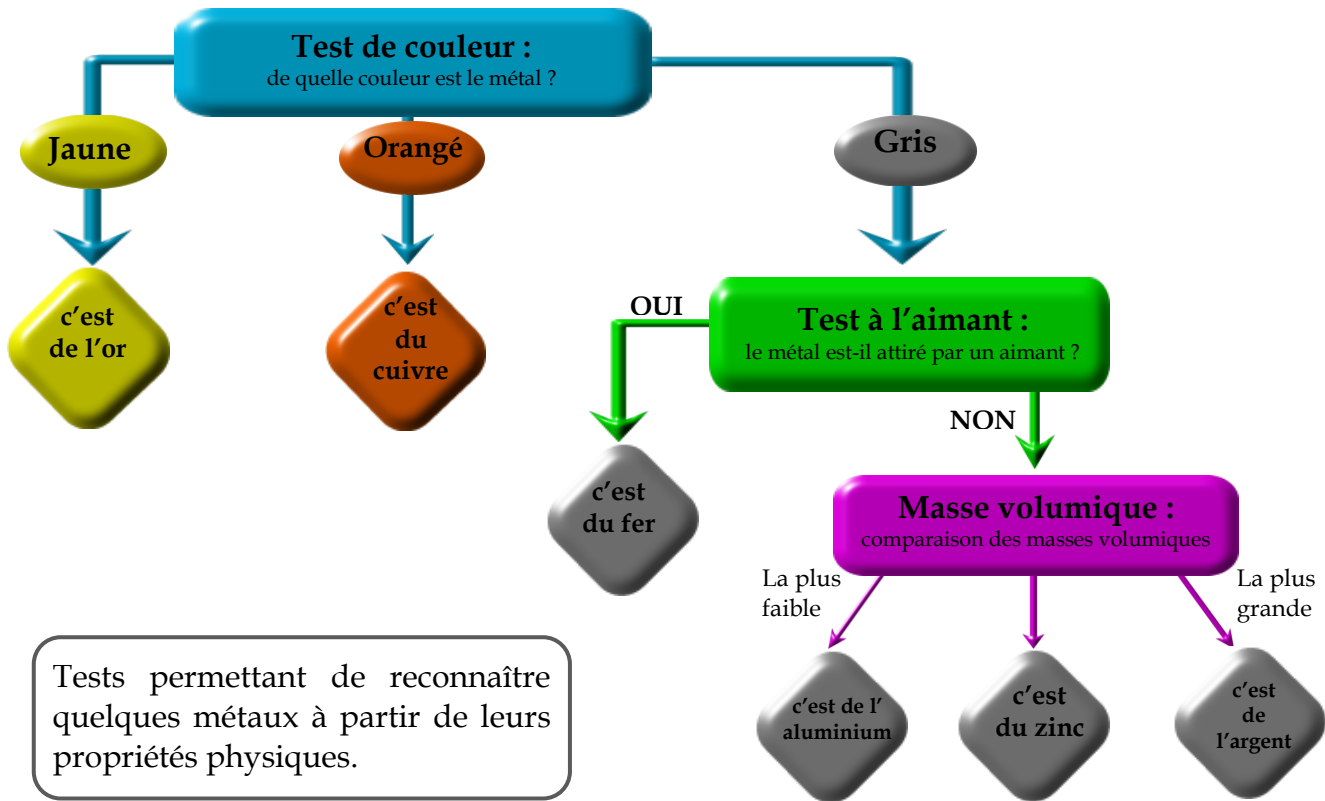 Test de couleur :
de quelle couleur est le métal ?
Jaune
Orangé
Gris
c’est
de l’or
c’est
du
cuivre
OUI
Test à l’aimant :
le métal est-il attiré par un aimant ?
NON
c’est
du fer
Masse volumique :
comparaison des masses volumiques
La plus
faible
La plus
grande
c’est de l’
aluminium
c’est
du zinc
c’est
de
l’argent
Tests permettant de reconnaître
quelques métaux à partir de leurs
propriétés physiques.